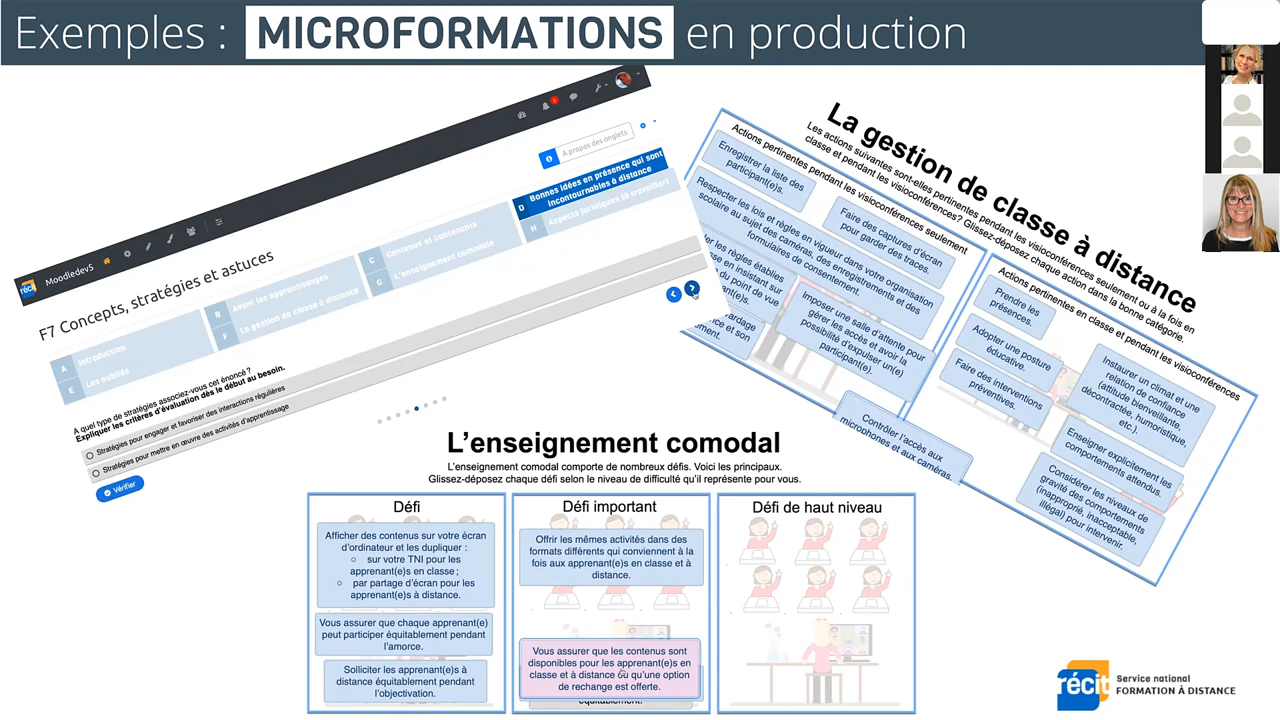 Exemples : MICROFORMATIONS en production
récit
Moodledev5
À propos des onglets
F7 Concepts, stratégies et astuces
A Introduction
B Avant les apprentissages
C Contenus et contenants
D Bonnes idées en présence qui sont
incontournables à distance
E Les oubliés
F La gestion de classe à distance
G L'enseignement comodale
H Aspects juridiques (à travailler)
À quel type de stratégies associez-vous cet énoncé ?
Expliquer les critères d'évaluation dès le début au besoin.
Stratégies pour engager et favoriser des interactions régulières
Stratégies pour mettre en œuvre des activités d'apprentissage
Vérifier
La gestion de classe à distance
Les actions suivantes sont-elles pertinentes pendant les visioconférences seulement ou à la fois en
classe et pendant les visioconférences? Glissez-déposez chaque action dans la bonne catégorie.
Actions pertinentes pendant les visioconférences seulement
Enregistrer la liste des
participant(e)s.
Faire des captures d'écran
pour garder des traces.
Respecter les lois et règles en vigueur dans votre organisation
scolaire au sujet des caméras, des enregistrements et des
formulaires de consentement.
les règles établies
en insistant sur
du point de vue
Imposer une salle d'attente pour
gérer les accès et avoir la
possibilité d'expulser un(e)
participant(e).
et son
Contrôler l'accès aux
microphones et aux caméras.
Actions pertinentes en classe et pendant les visioconférences
Prendre les
présences.
Adopter une posture
éducative.
Faire des interventions
préventives.
Instaurer un climat et une
relation de confiance
(attitude bienveillante,
décontractée, humoristique,
etc.).
Enseigner explicitement les
comportements attendus.
Considérer les niveaux de
gravité des comportements
(inapproprié, inacceptable,
illégal) pour intervenir.
L'enseignement comodal
L'enseignement comodal comporte de nombreux défis. Voici les principaux.
Glissez-déposez chaque défi selon le niveau de difficulté qu'il représente pour vous.
Défi
Afficher des contenus sur votre écran
d'ordinateur et les dupliquer :
○ sur votre TNI pour les
apprenant(e)s en classe ;
○ par partage d'écran pour les
apprenant(e)s à distance.
Vous assurer que chaque apprenant(e)
peut participer équitablement pendant
l'amorce.
Solliciter les apprenant(e)s à
distance équitablement pendant
l'objectivation.
Défi important
Offrir les mêmes activités dans des
formats différents qui conviennent à la
fois aux apprenant(e)s en classe et à
distance.
Vous assurer que les contenus sont
disponibles pour les apprenant(e)s en
classe et à distance ou qu'une option
de rechange est offerte.
équitablement.
Défi de haut niveau
récit
Service national
FORMATION À DISTANCE